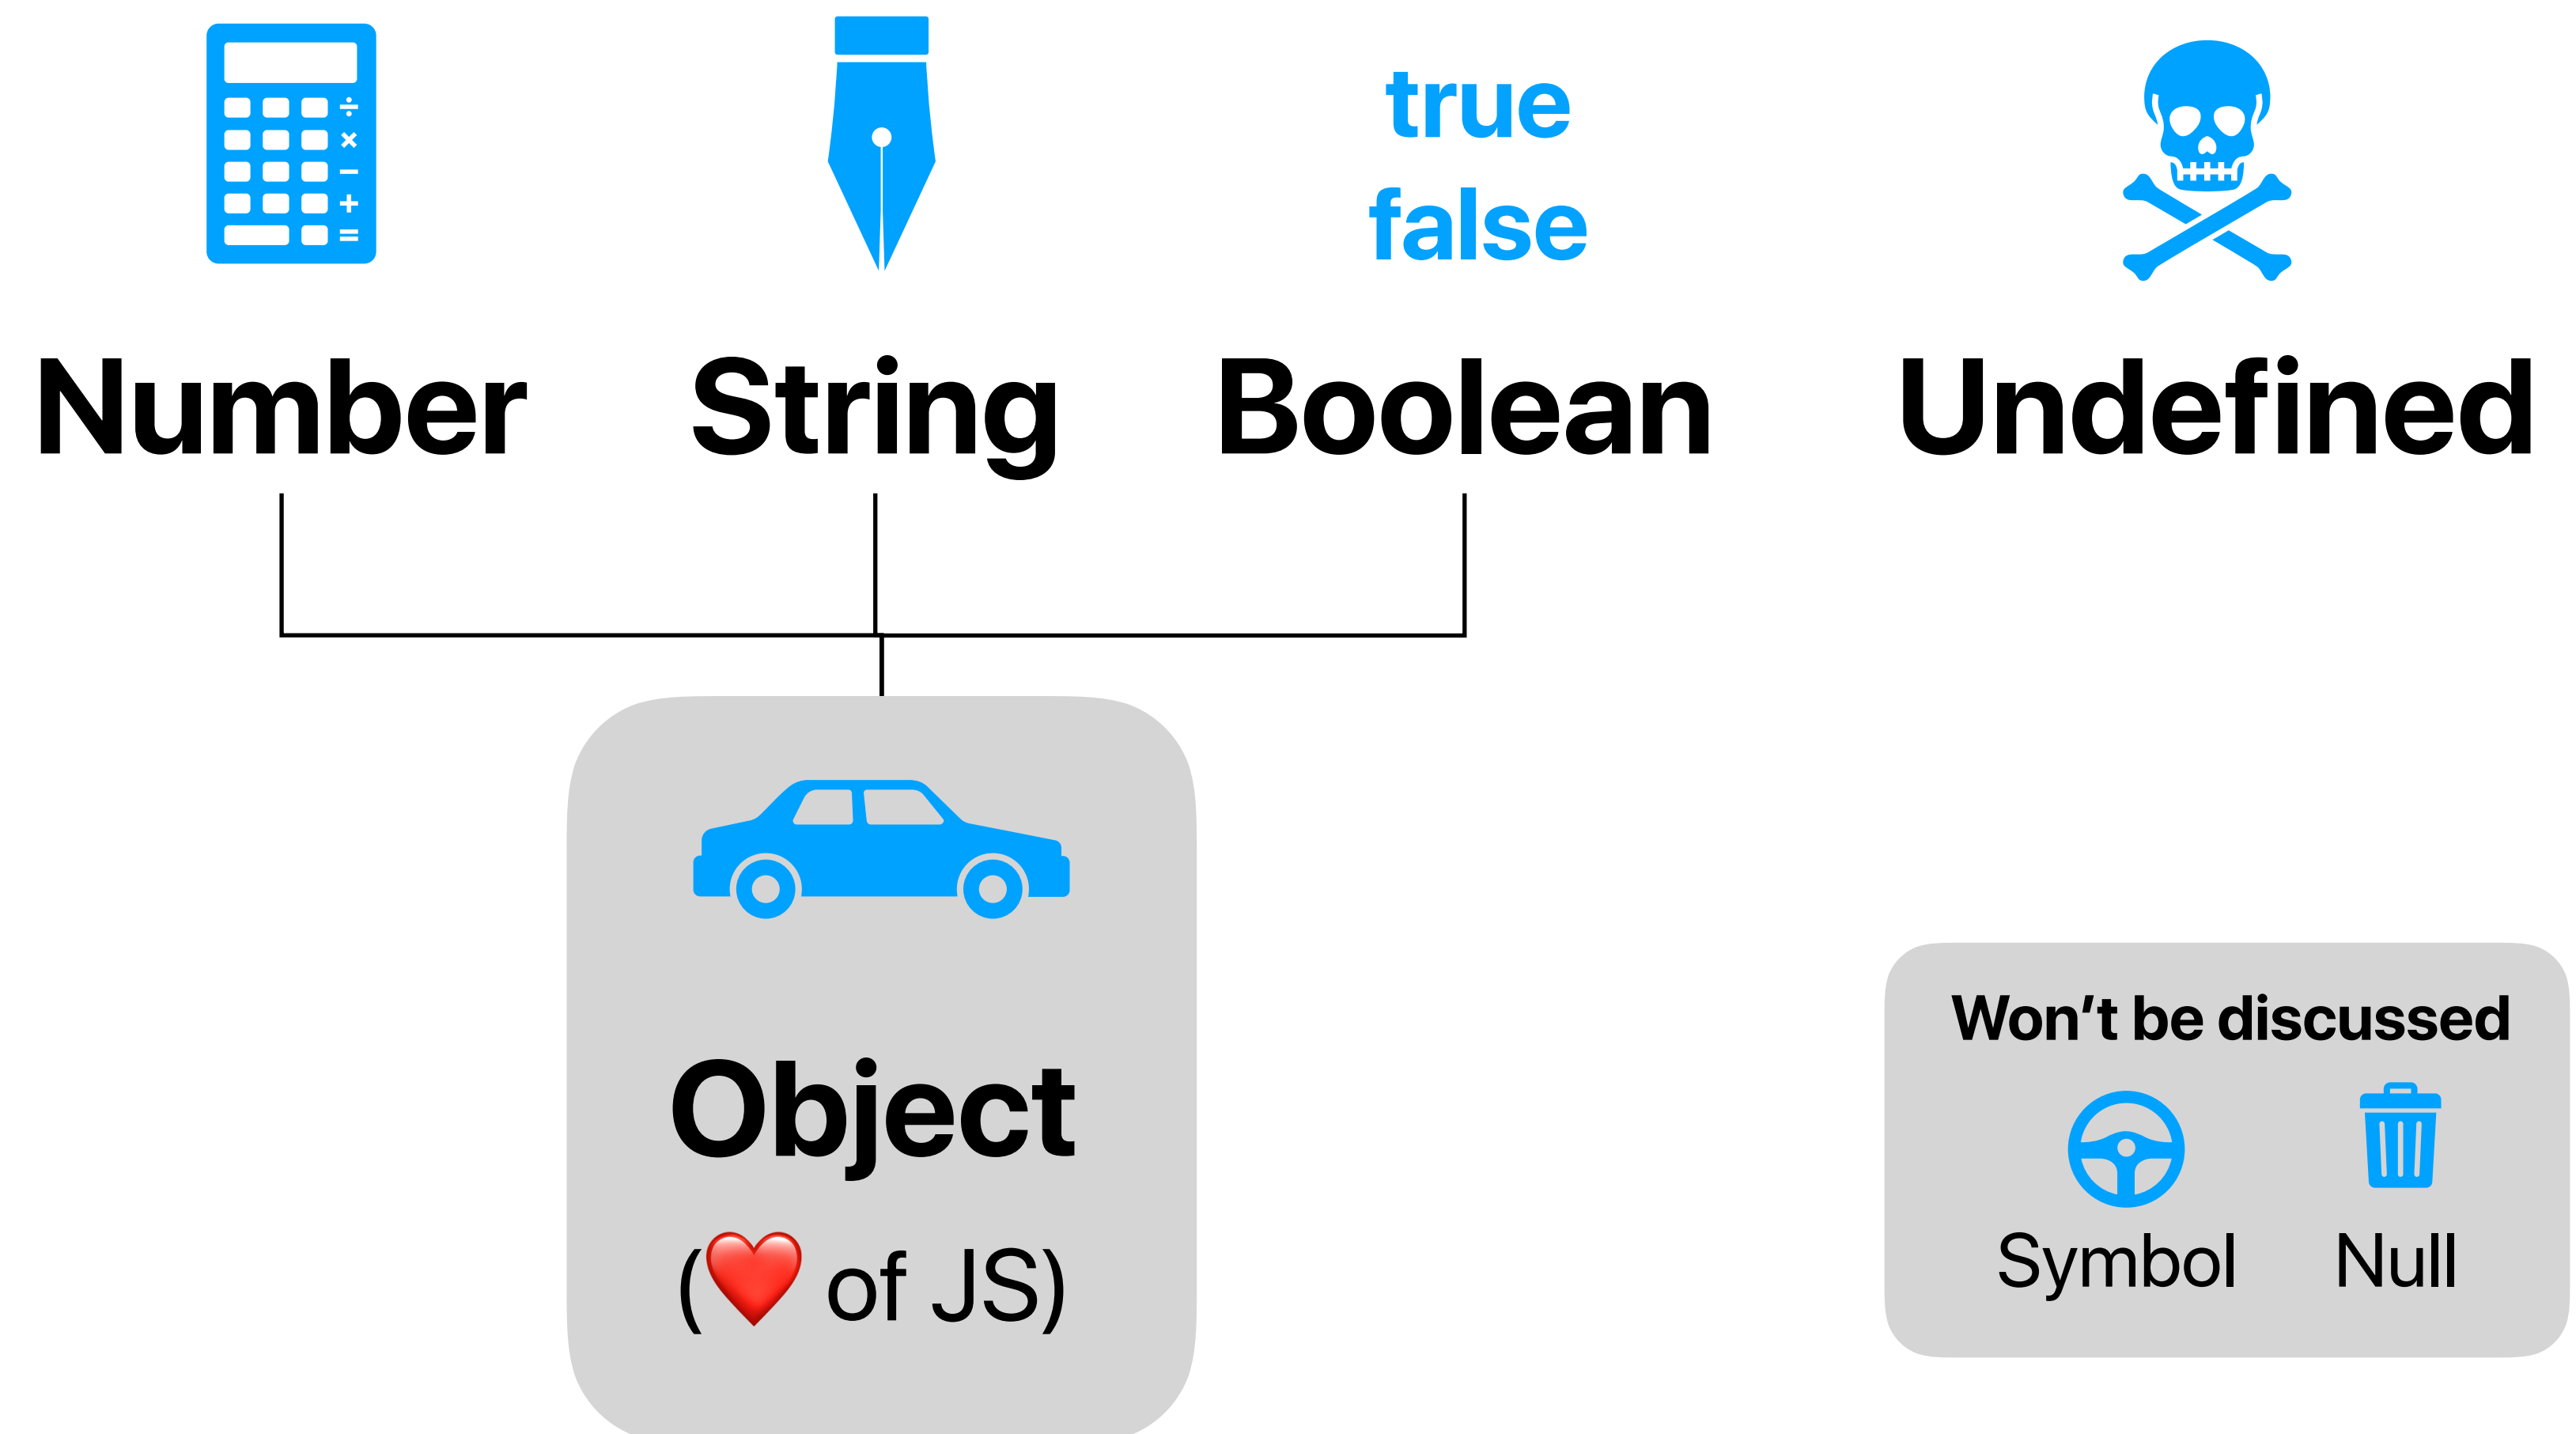 true
false
Number
String
Boolean
Undefined
Object
(❤️ of JS)
Won't be discussed
Symbol
Null